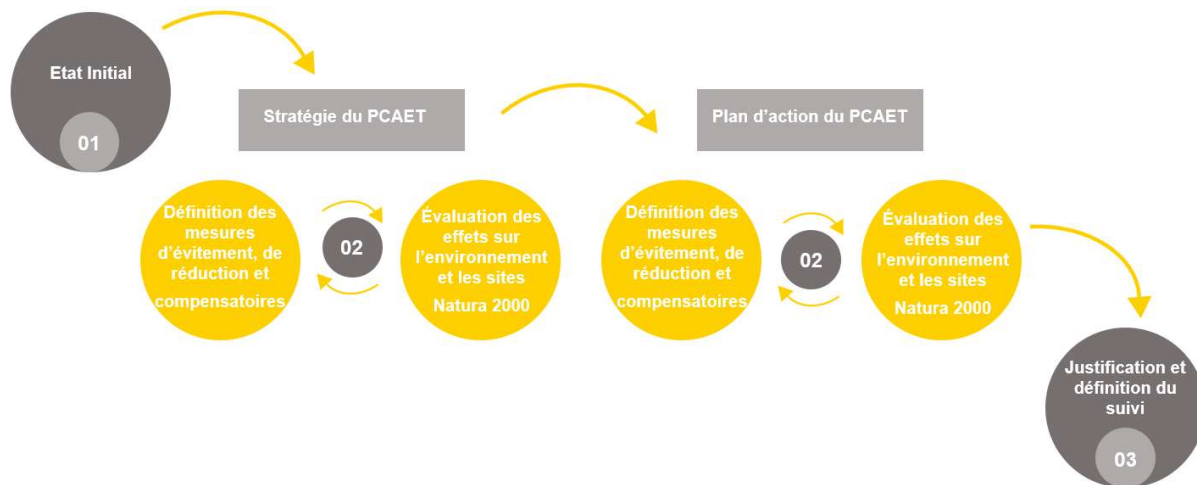 Etat Initial
01
Stratégie du PCAET
Définition des
mesures
d'évitement, de
réduction et
compensatoires
02
Évaluation des
effets sur
l'environnement
et les sites
Natura 2000
Plan d'action du PCAET
Définition des
mesures
d'évitement, de
réduction et
compensatoires
02
Évaluation des
effets sur
l'environnement
et les sites
Natura 2000
Justification et
définition du
suivi
03